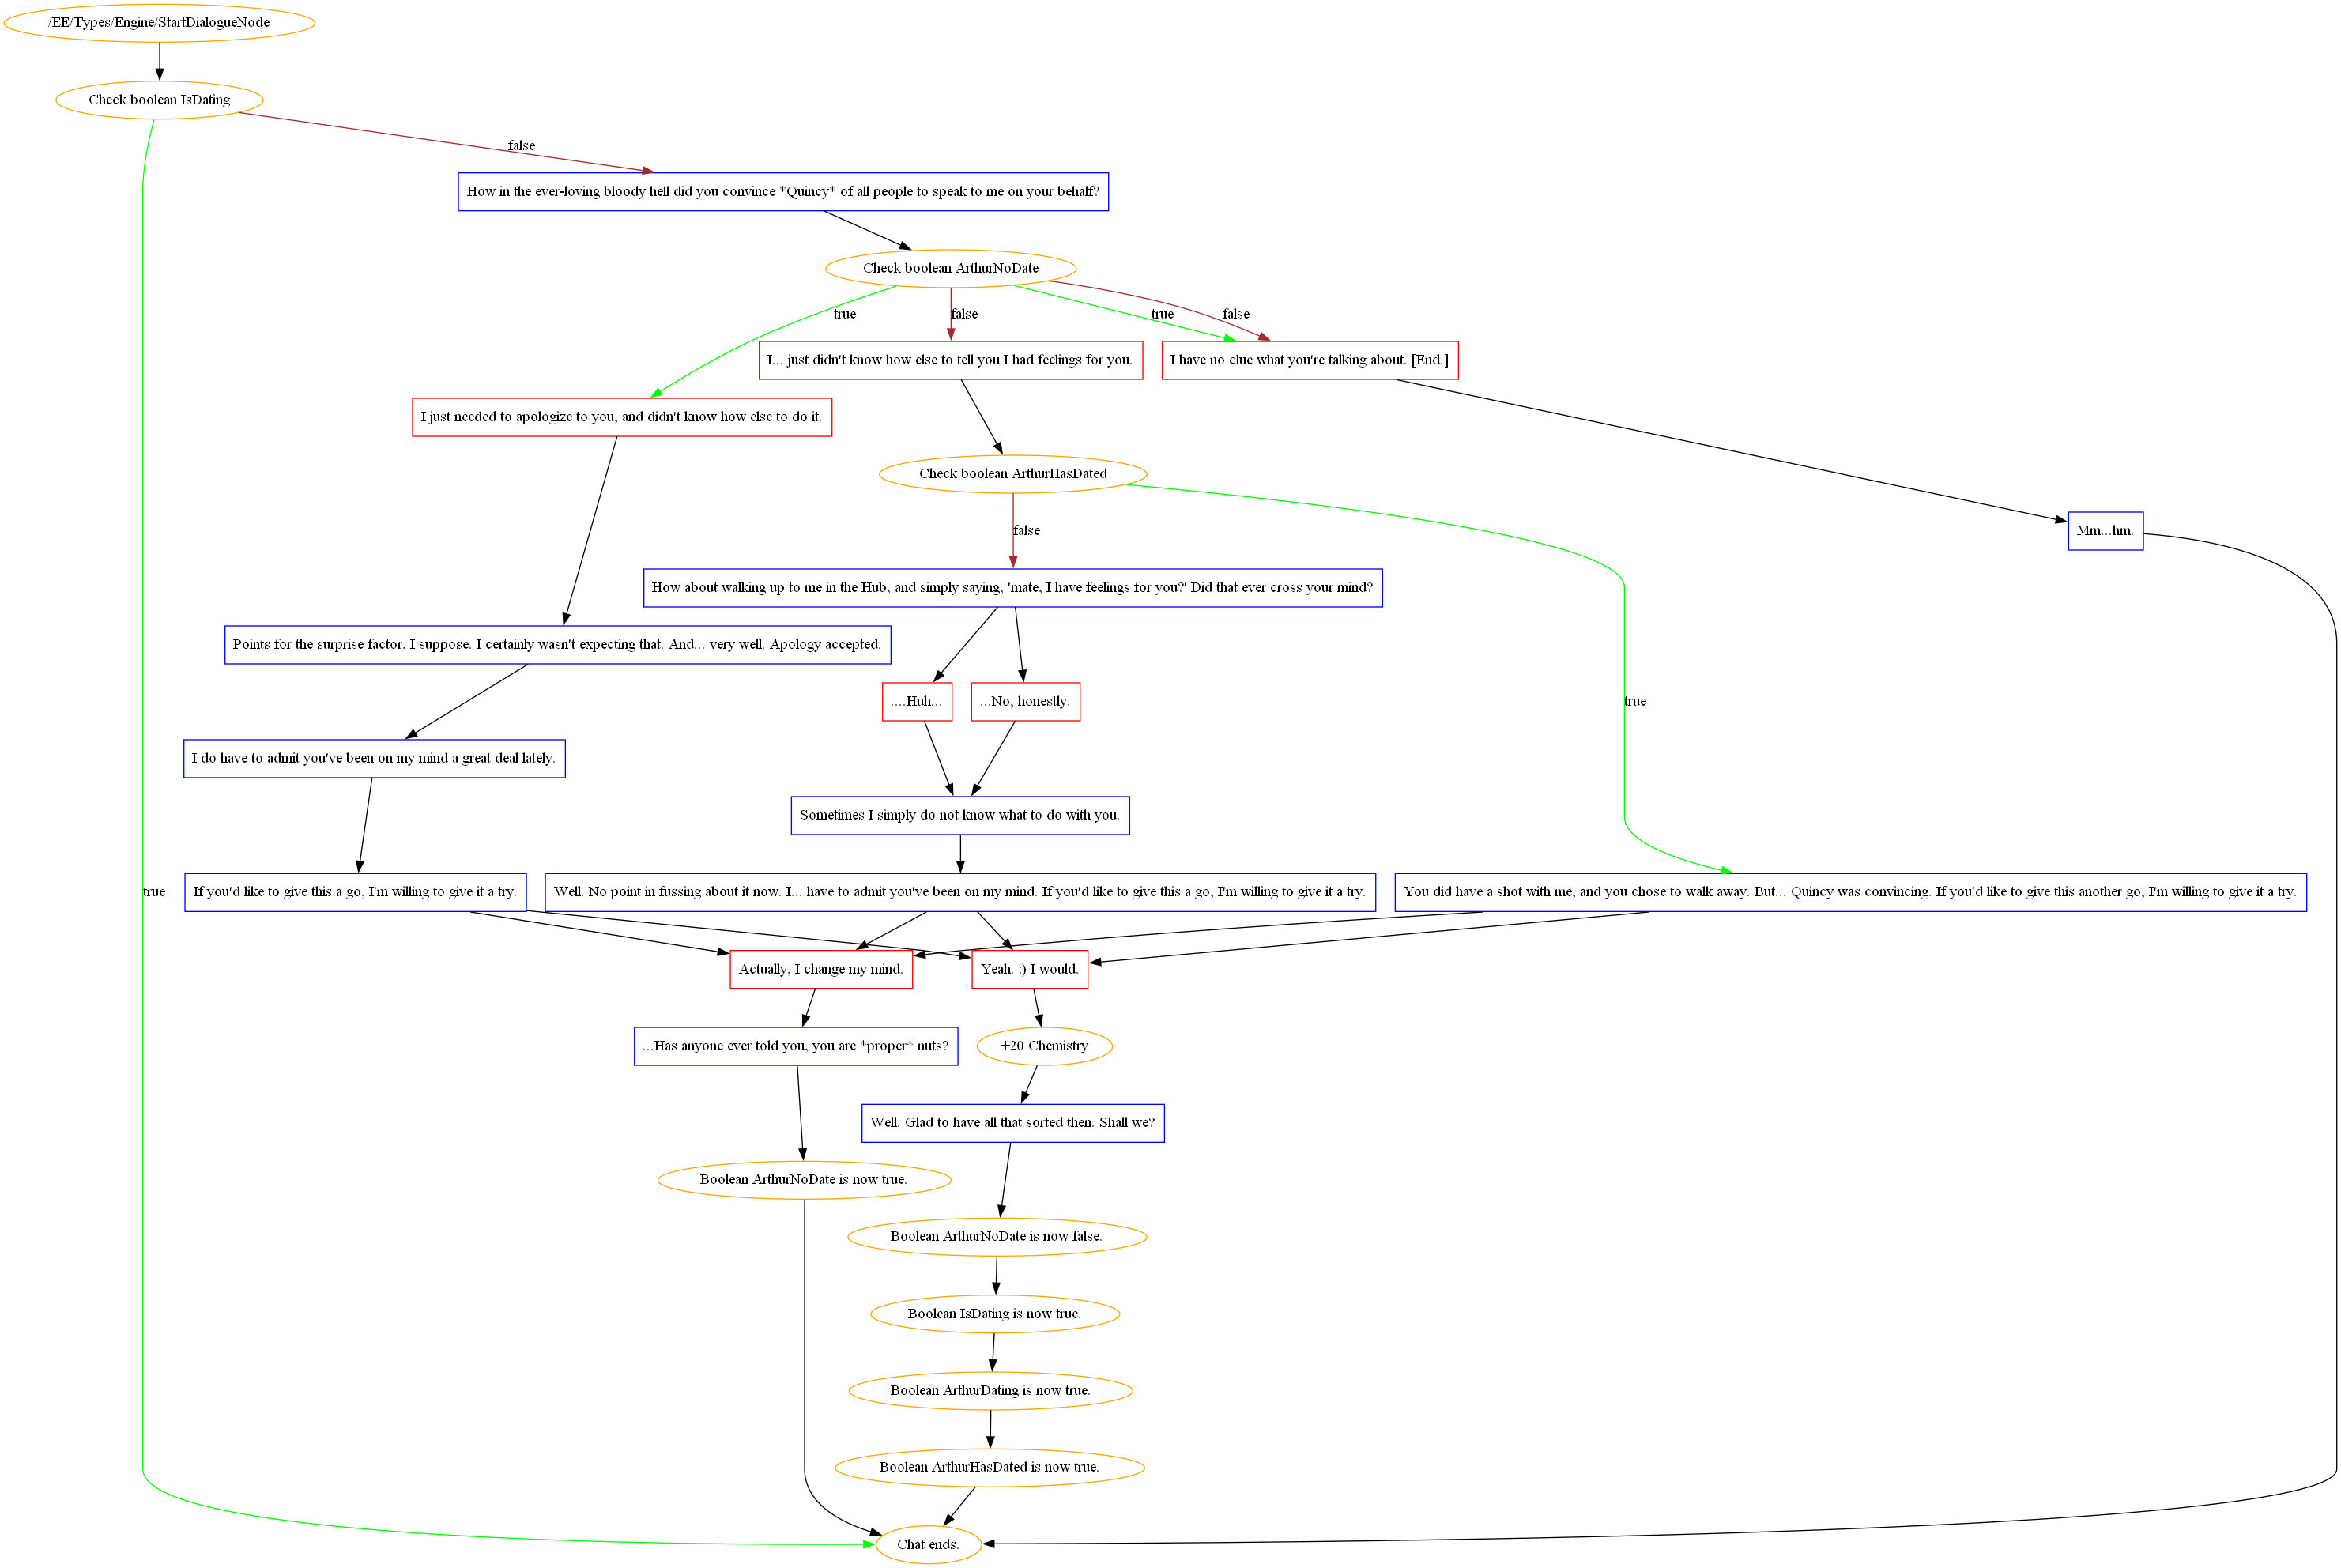 /EE/Types/Engine/StartDialogueNode
Check boolean IsDating
false
How in the ever-loving bloody hell did you convince *Quincy* of all people to speak to me on your behalf?
Check boolean ArthurNoDate
true
false
true
false
I... just didn't know how else to tell you I had feelings for you.
I have no clue what you're talking about. [End.]
I just needed to apologize to you, and didn't know how else to do it.
Check boolean ArthurHasDated
false
Mm...hm.
How about walking up to me in the Hub, and simply saying, 'mate, I have feelings for you?' Did that ever cross your mind?
Points for the surprise factor, I suppose. I certainly wasn't expecting that. And... very well. Apology accepted.
....Huh...
...No, honestly.
true
I do have to admit you've been on my mind a great deal lately.
Sometimes I simply do not know what to do with you.
true
If you'd like to give this a go, I'm willing to give it a try.
Well. No point in fussing about it now. I... have to admit you've been on my mind. If you'd like to give this a go, I'm willing to give it a try.
You did have a shot with me, and you chose to walk away. But... Quincy was convincing. If you'd like to give this another go, I'm willing to give it a try.
Actually, I change my mind.
Yeah. :) I would.
...Has anyone ever told you, you are *proper* nuts?
+20 Chemistry
Well. Glad to have all that sorted then. Shall we?
Boolean ArthurNoDate is now true.
Boolean ArthurNoDate is now false.
Boolean IsDating is now true.
Boolean ArthurDating is now true.
Boolean ArthurHasDated is now true.
Chat ends.